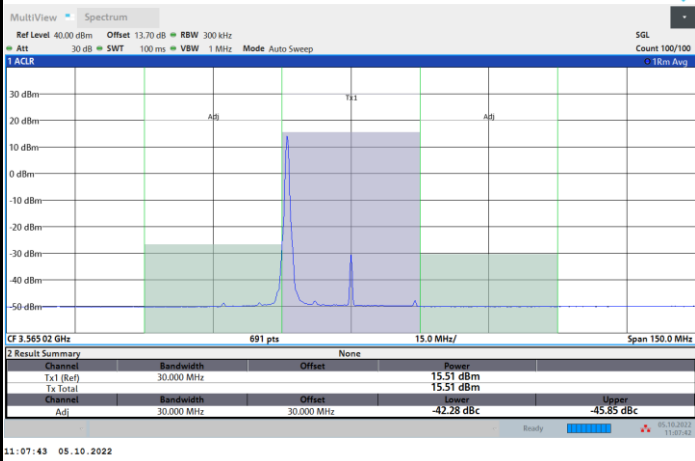 MultiView Spectrum
Ref Level 40.00 dBm Offset 13.70 dB RBW 300 kHz SGL
Att 30 dB SWT 100 ms VBW 1 MHz Mode Auto Sweep Count 100/100
1 ACLR 1Rm Avg
30 dBm
Tx1
20 dBm
Adj Adj
10 dBm
0 dBm
-10 dBm
-20 dBm
-30 dBm
-40 dBm
-50 dBm
CF 3.565 02 GHz 691 pts 15.0 MHz/ Span 150.0 MHz
2 Result Summary None
Channel Bandwidth Offset Power
Tx1 (Ref) 30.000 MHz 15.51 dBm
Tx Total 15.51 dBm
Channel Bandwidth Offset Lower Upper
Adj 30.000 MHz 30.000 MHz -42.28 dBc -45.85 dBc
Ready 05.10.2022
11:07:42
11:07:43 05.10.2022